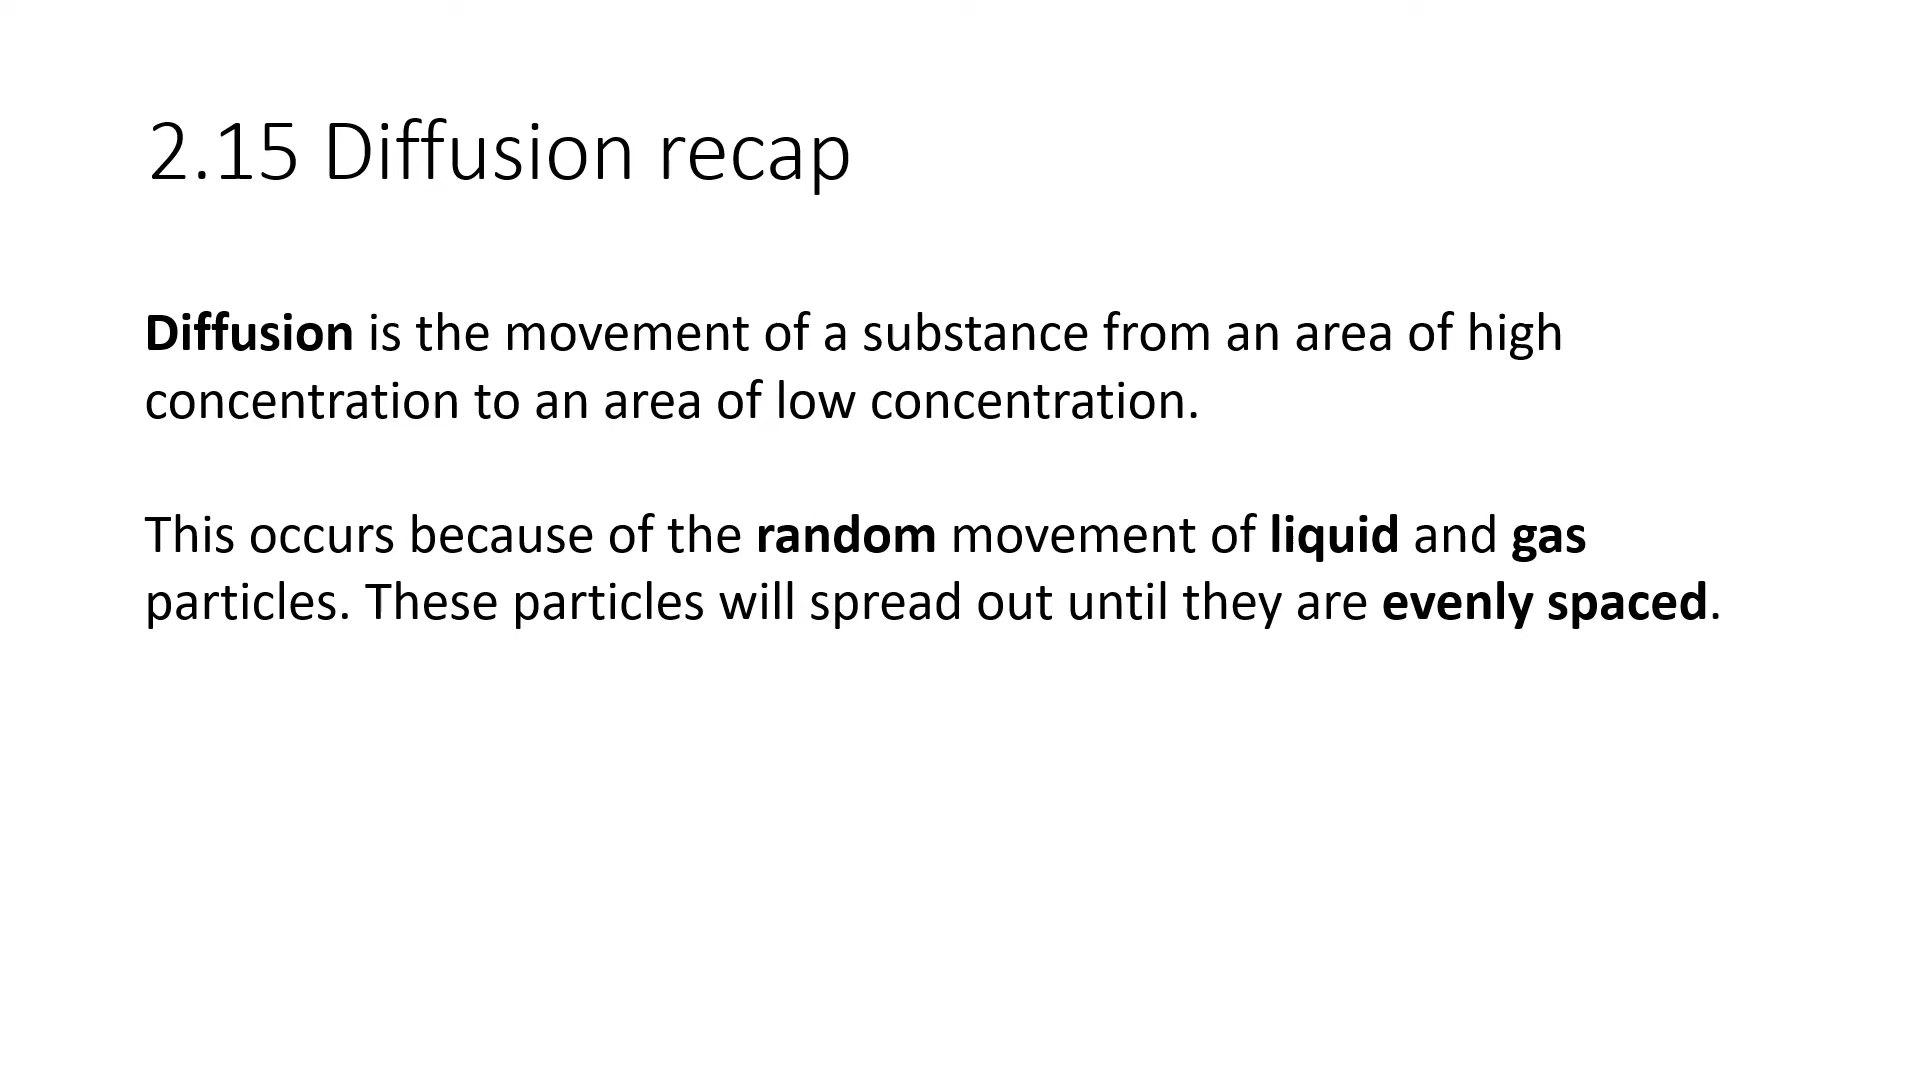 2.15 Diffusion recap
Diffusion is the movement of a substance from an area of high
concentration to an area of low concentration.
This occurs because of the random movement of liquid and gas
particles. These particles will spread out until they are evenly spaced.